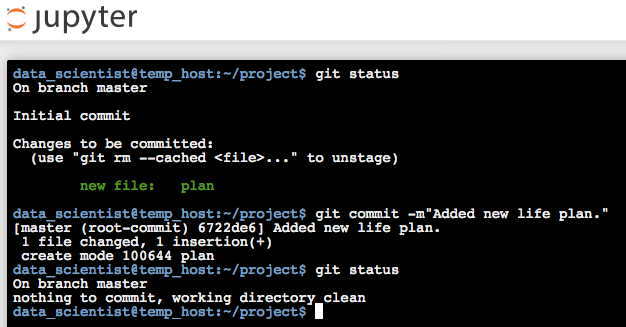 jupyter
data_scientist@temp_host:~/project$ git status
On branch master
Initial commit
Changes to be committed:
  (use "git rm --cached <file>..." to unstage)
        new file:   plan
data_scientist@temp_host:~/project$ git commit -m"Added new life plan."
[master (root-commit) 6722de6] Added new life plan.
 1 file changed, 1 insertion(+)
 create mode 100644 plan
data_scientist@temp_host:~/project$ git status
On branch master
nothing to commit, working directory clean
data_scientist@temp_host:~/project$